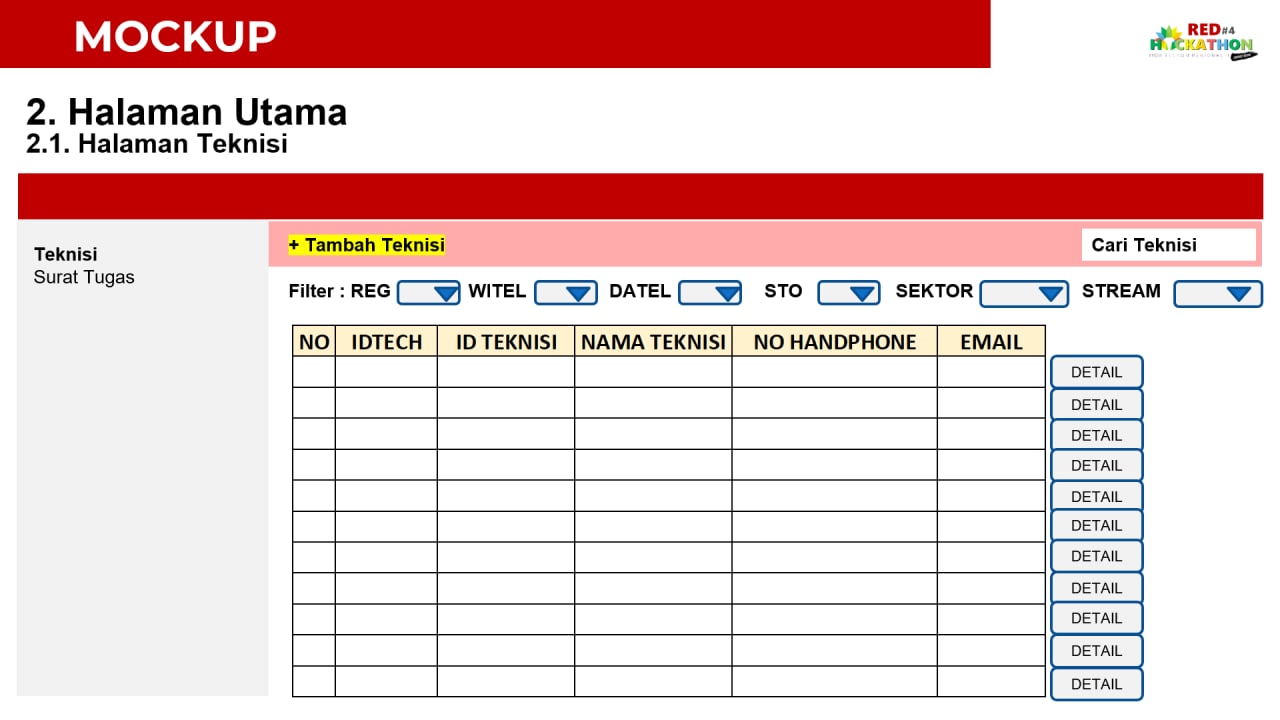 MOCKUP
RED#4
HACKATHON
2. Halaman Utama
2.1. Halaman Teknisi
Teknisi
Surat Tugas
+ Tambah Teknisi
Cari Teknisi
Filter : REG WITEL DATEL STO SEKTOR STREAM
NO IDTECH ID TEKNISI NAMA TEKNISI NO HANDPHONE EMAIL
DETAIL
DETAIL
DETAIL
DETAIL
DETAIL
DETAIL
DETAIL
DETAIL
DETAIL
DETAIL
DETAIL